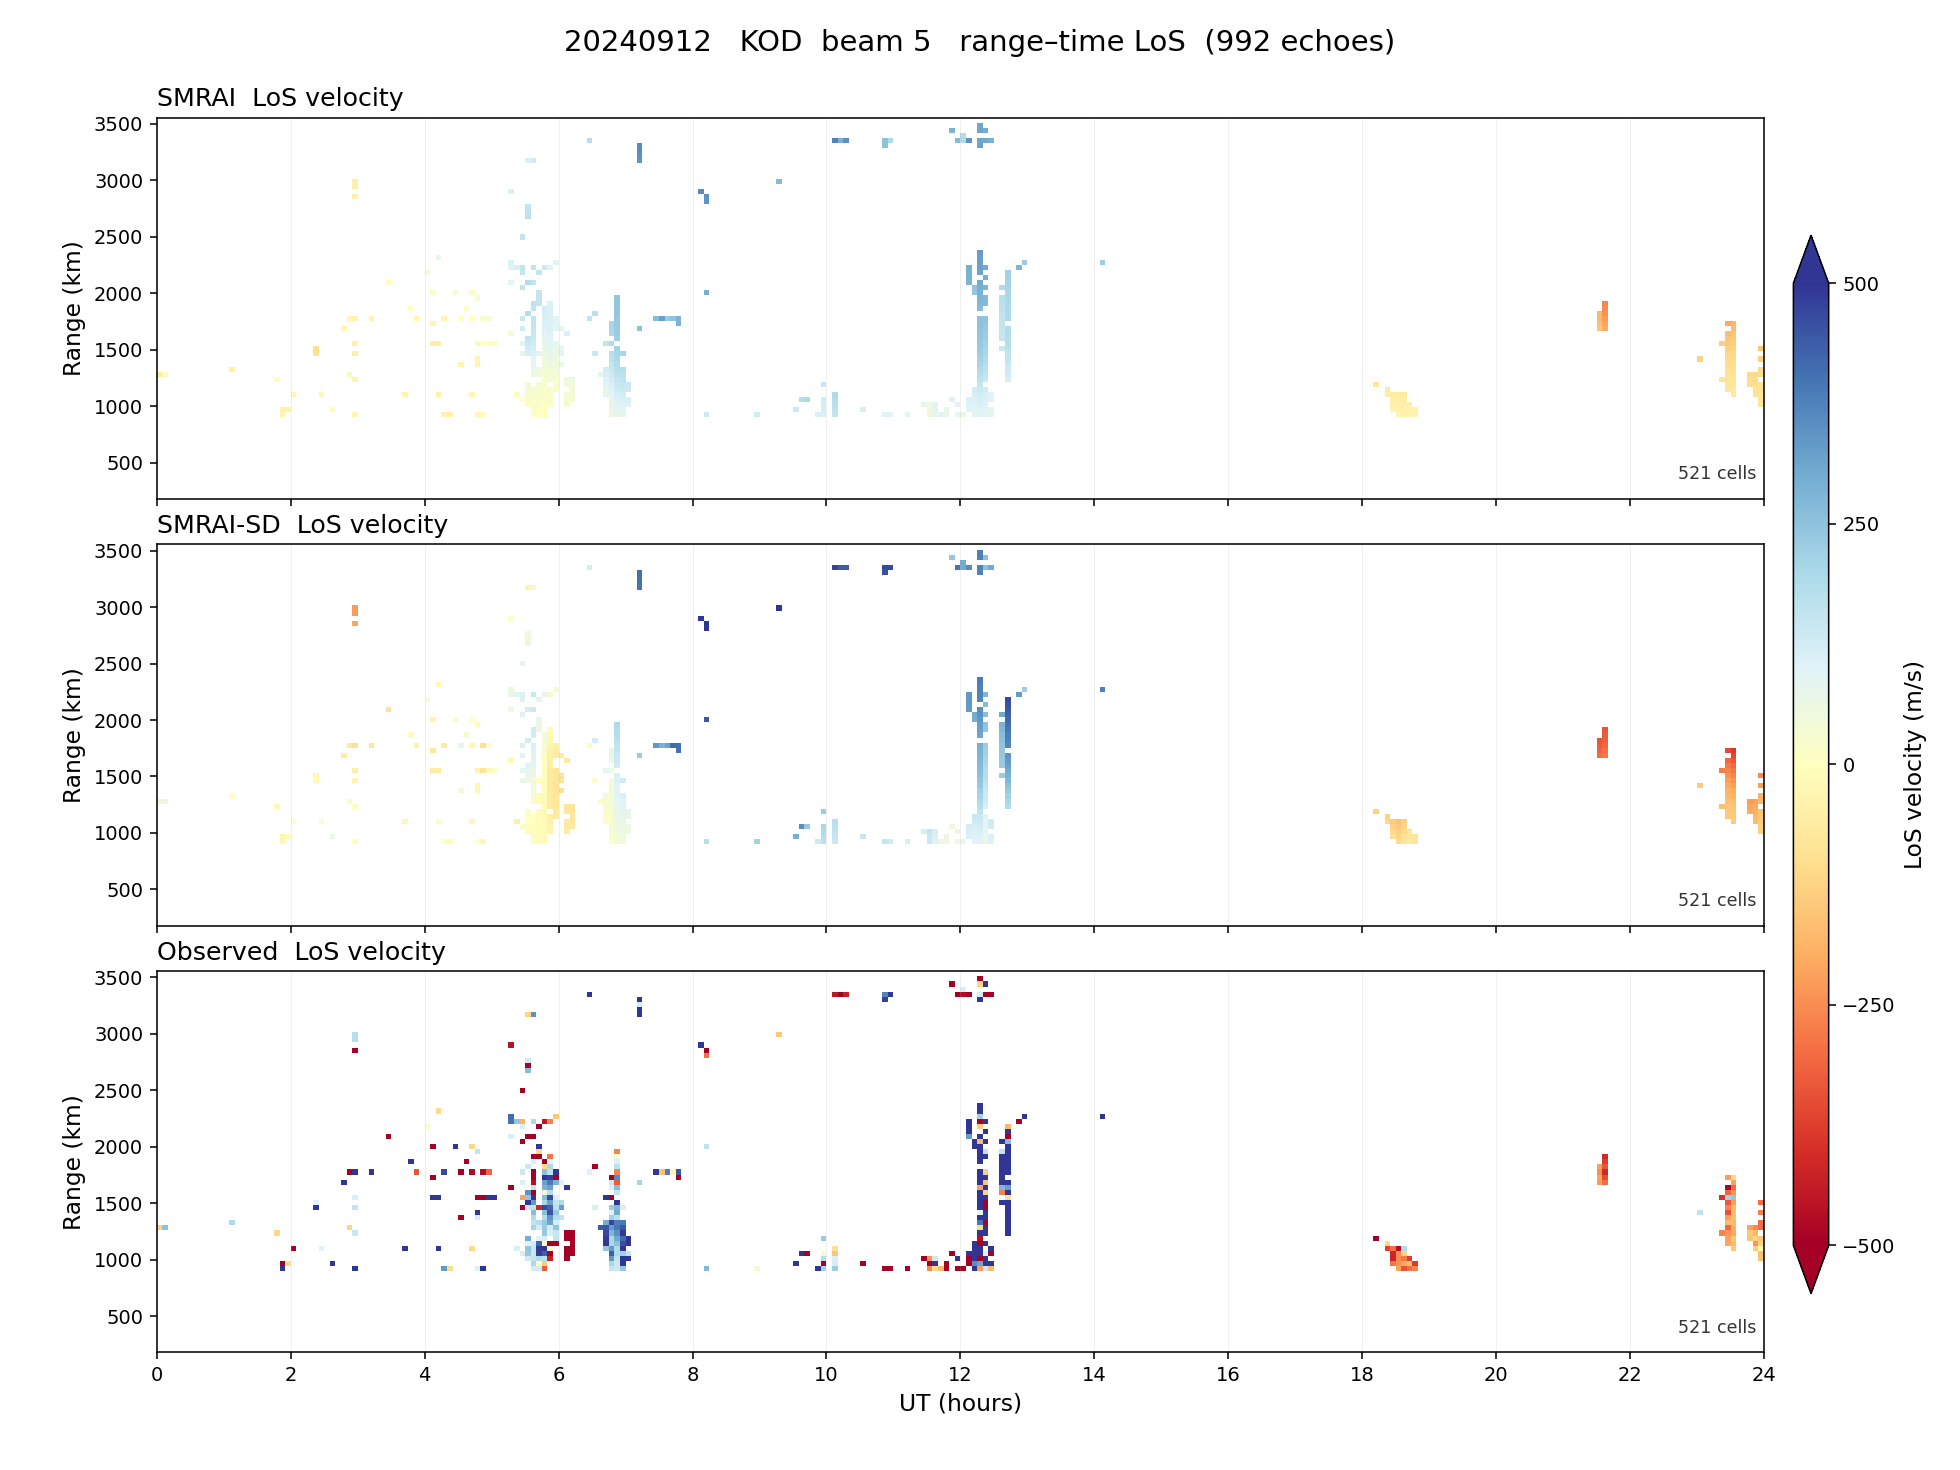 20240912   KOD  beam 5   range–time LoS  (992 echoes)
SMRAI  LoS velocity
3500
3000
2500
2000
1500
1000
500
Range (km)
521 cells
SMRAI-SD  LoS velocity
3500
3000
2500
2000
1500
1000
500
Range (km)
521 cells
Observed  LoS velocity
3500
3000
2500
2000
1500
1000
500
Range (km)
521 cells
0 2 4 6 8 10 12 14 16 18 20 22 24
UT (hours)
500
250
0
−250
−500
LoS velocity (m/s)